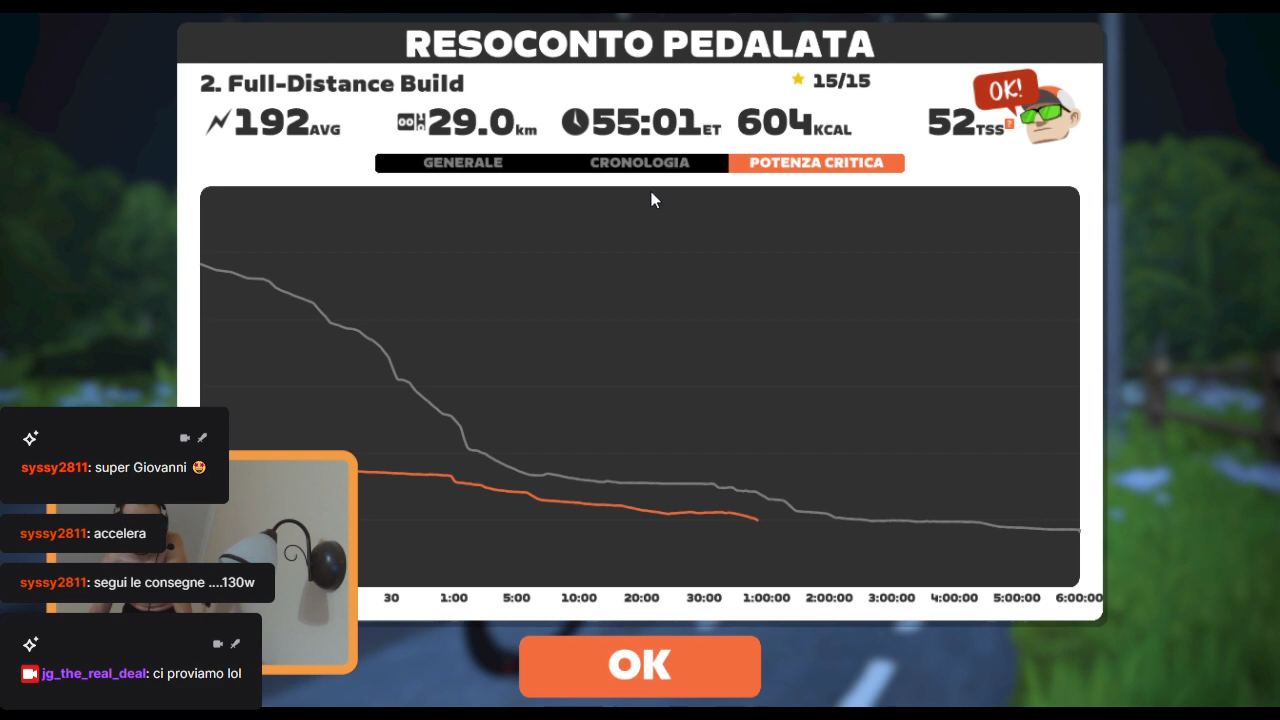 RESOCONTO PEDALATA
2. Full-Distance Build
15/15
OK!
192AVG
29.0km
55:01ET
604KCAL
52TSS?
GENERALE
CRONOLOGIA
POTENZA CRITICA
syssy2811: super Giovanni 🤩
syssy2811: accelera
syssy2811: segui le consegne ....130w
30 1:00 5:00 10:00 20:00 30:00 1:00:00 2:00:00 3:00:00 4:00:00 5:00:00 6:00:00
jg_the_real_deal: ci proviamo lol
OK